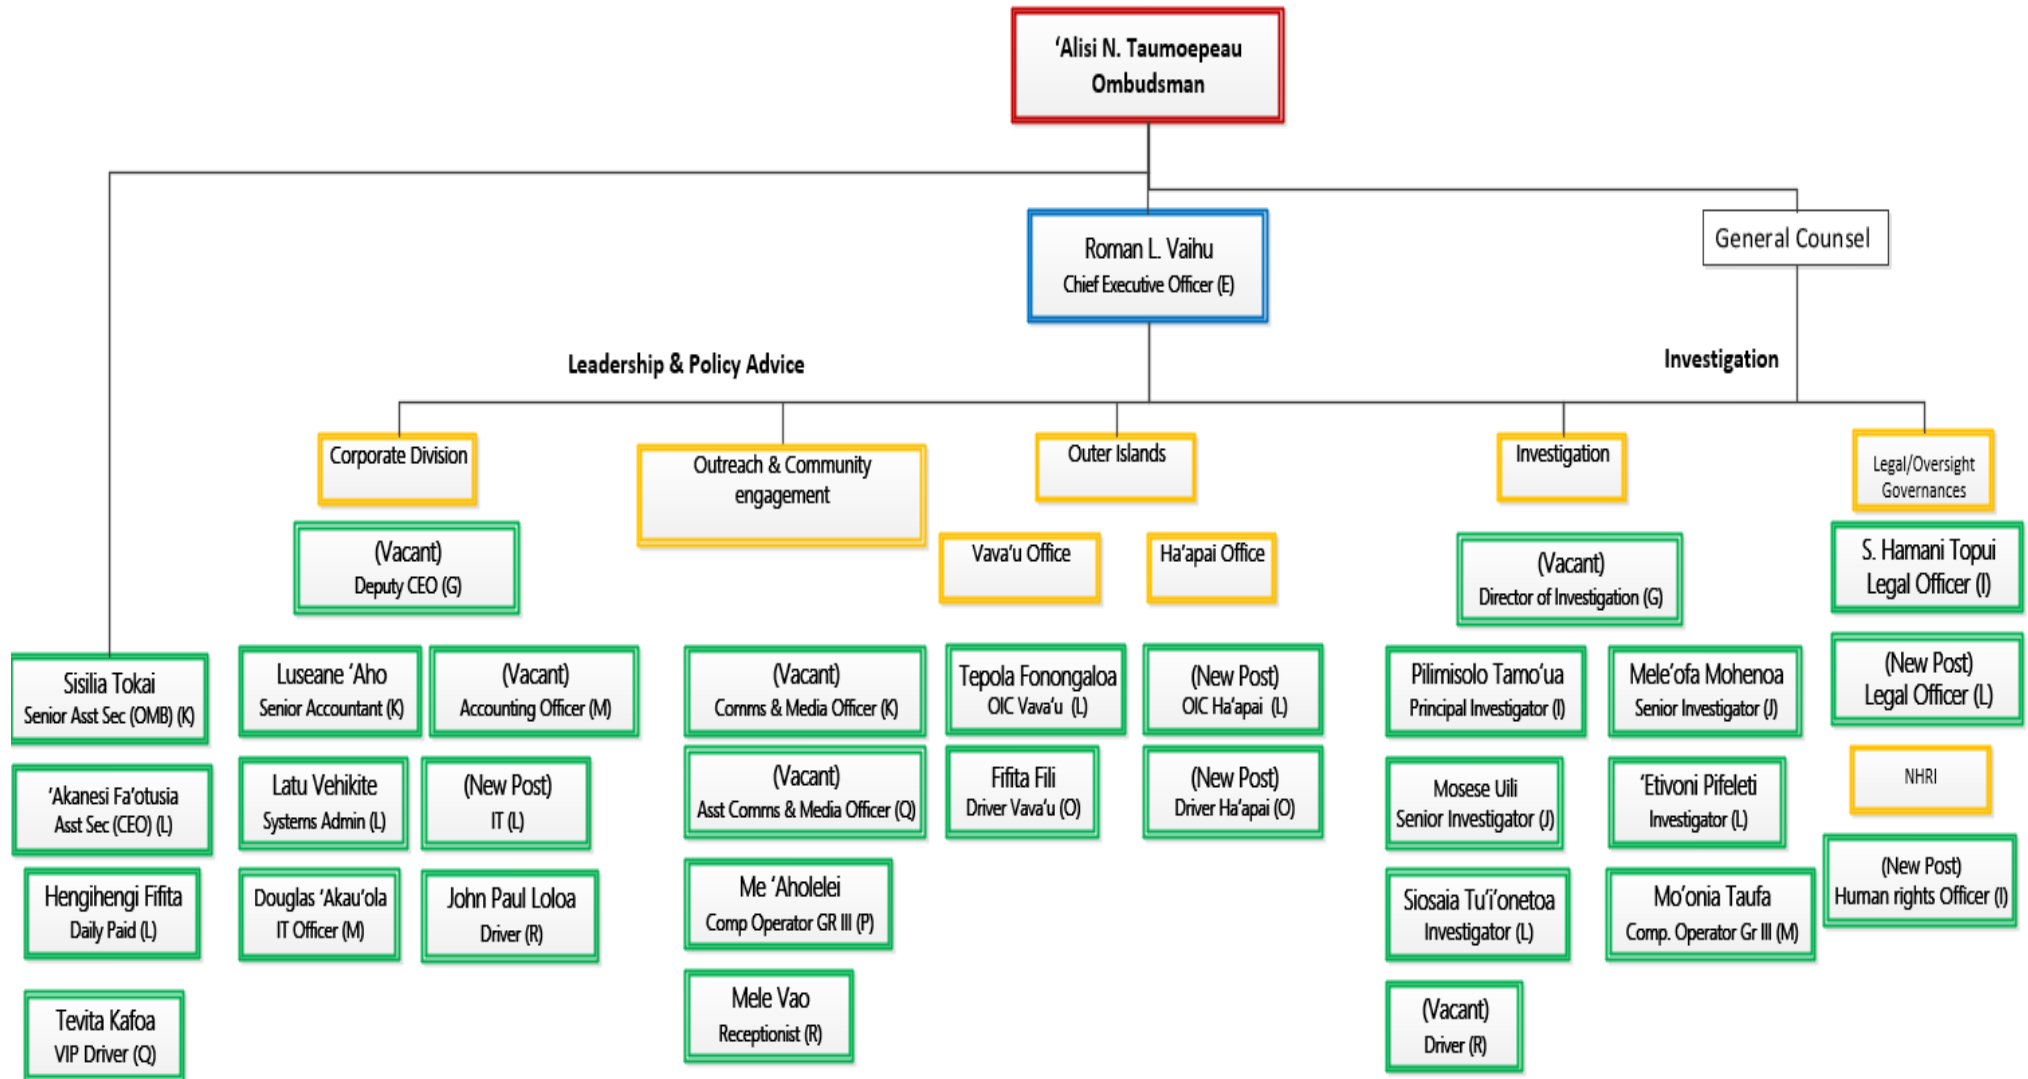 ‘Alisi N. Taumoepeau
Ombudsman
Roman L. Vaihu
Chief Executive Officer (E)
General Counsel
Leadership & Policy Advice
Investigation
Corporate Division
Outreach & Community
engagement
Outer Islands
Investigation
Legal/Oversight
Governances
Vava’u Office
Ha’apai Office
(Vacant)
Deputy CEO (G)
(Vacant)
Director of Investigation (G)
S. Hamani Topui
Legal Officer (I)
Sisilia Tokai
Senior Asst Sec (OMB) (K)
‘Akanesi Fa’otusia
Asst Sec (CEO) (L)
Hengihengi Fifita
Daily Paid (L)
Tevita Kafoa
VIP Driver (Q)
Luseane ‘Aho
Senior Accountant (K)
(Vacant)
Accounting Officer (M)
Latu Vehikite
Systems Admin (L)
(New Post)
IT (L)
Douglas ‘Akau’ola
IT Officer (M)
John Paul Loloa
Driver (R)
(Vacant)
Comms & Media Officer (K)
(Vacant)
Asst Comms & Media Officer (Q)
Me ‘Aholelei
Comp Operator GR III (P)
Mele Vao
Receptionist (R)
Tepola Fonongaloa
OIC Vava’u (L)
Fifita Fili
Driver Vava’u (O)
(New Post)
OIC Ha’apai (L)
(New Post)
Driver Ha’apai (O)
Pilimisolo Tamo’ua
Principal Investigator (I)
Mele’ofa Mohenoa
Senior Investigator (J)
Mosese Uili
Senior Investigator (J)
‘Etivoni Pifeleti
Investigator (L)
Siosaia Tu’i’onetoa
Investigator (L)
Mo’onia Taufa
Comp. Operator Gr III (M)
(Vacant)
Driver (R)
(New Post)
Legal Officer (L)
NHRI
(New Post)
Human rights Officer (I)